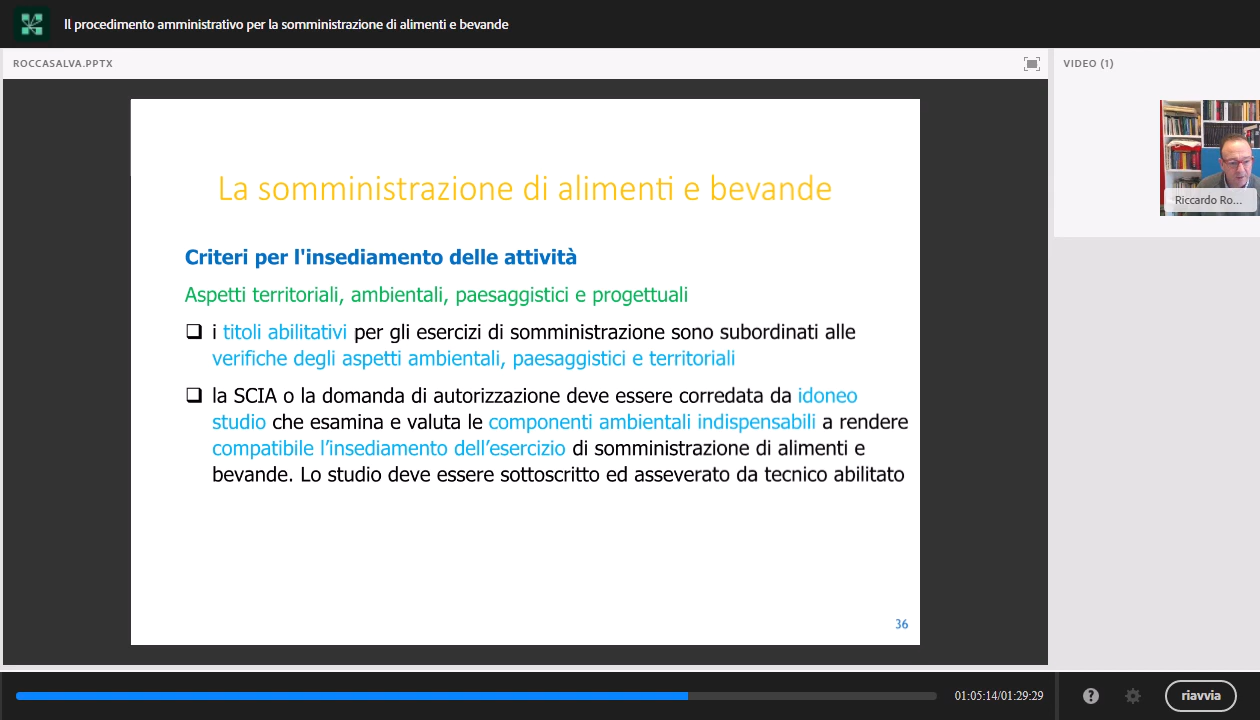 Il procedimento amministrativo per la somministrazione di alimenti e bevande
ROCCASALVA.PPTX
VIDEO (1)
La somministrazione di alimenti e bevande
Criteri per l'insediamento delle attività
Aspetti territoriali, ambientali, paesaggistici e progettuali
i titoli abilitativi per gli esercizi di somministrazione sono subordinati alle
verifiche degli aspetti ambientali, paesaggistici e territoriali
la SCIA o la domanda di autorizzazione deve essere corredata da idoneo
studio che esamina e valuta le componenti ambientali indispensabili a rendere
compatibile l’insediamento dell’esercizio di somministrazione di alimenti e
bevande. Lo studio deve essere sottoscritto ed asseverato da tecnico abilitato
36
Riccardo Ro...
01:05:14/01:29:29
riavvia